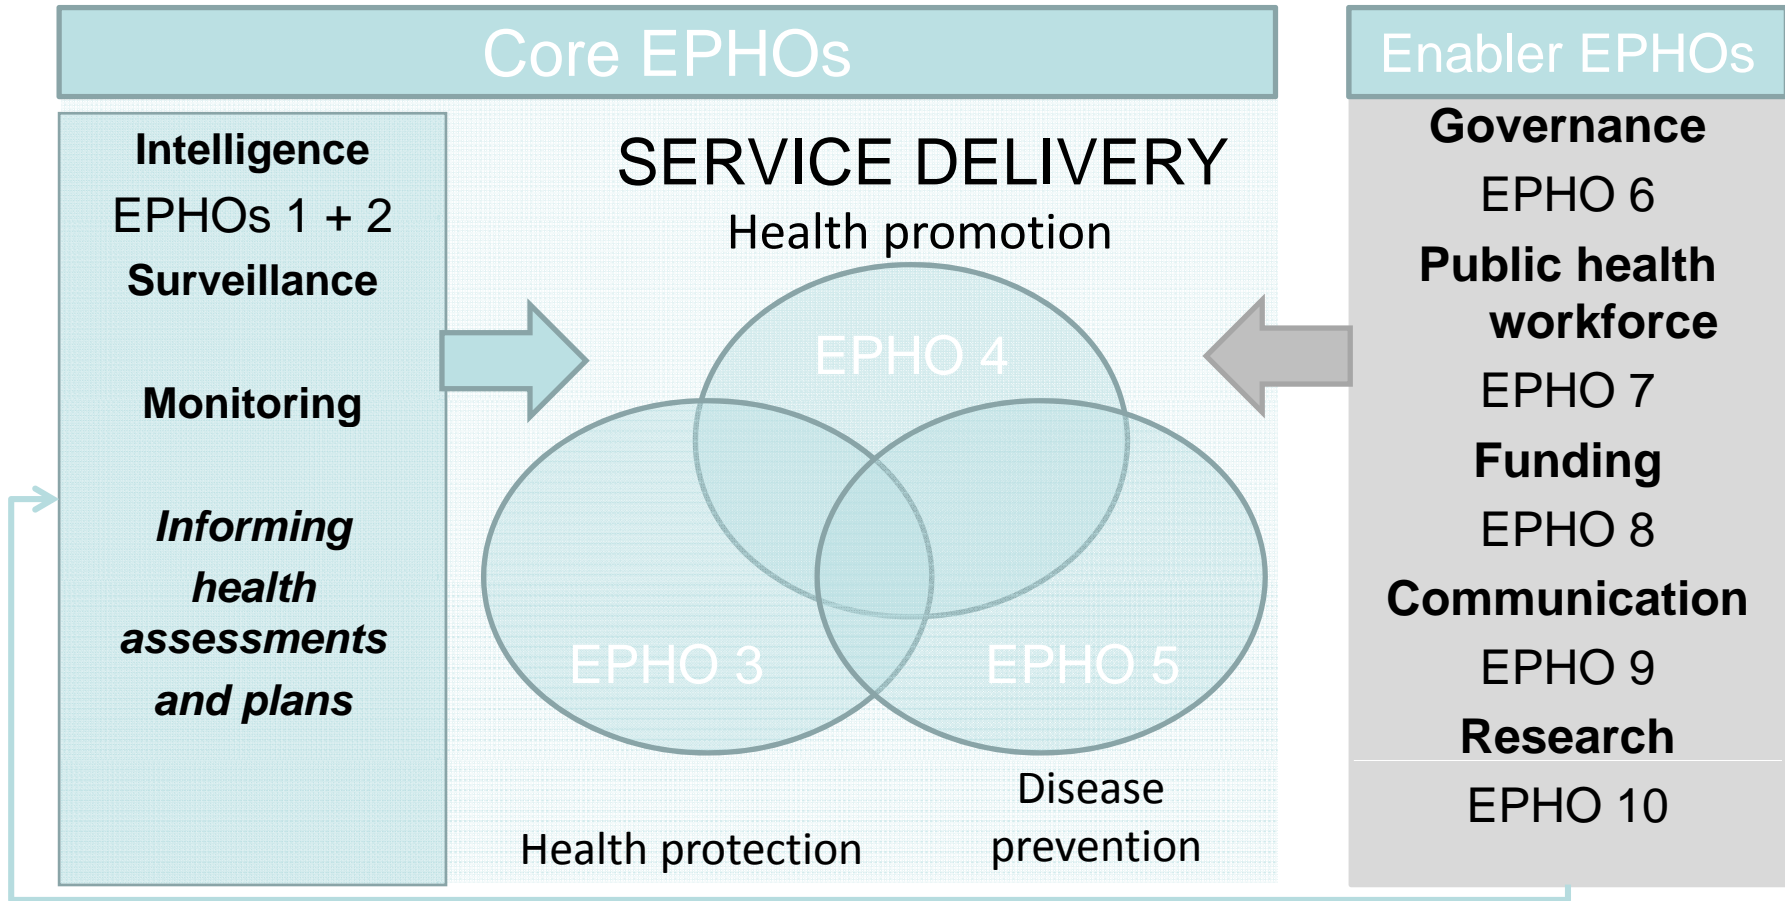 Core EPHOs
Intelligence
EPHOs 1 + 2
Surveillance
Monitoring
Informing
health
assessments
and plans
SERVICE DELIVERY
Health promotion
EPHO 4
EPHO 3
EPHO 5
Health protection
Disease
prevention
Enabler EPHOs
Governance
EPHO 6
Public health
workforce
EPHO 7
Funding
EPHO 8
Communication
EPHO 9
Research
EPHO 10